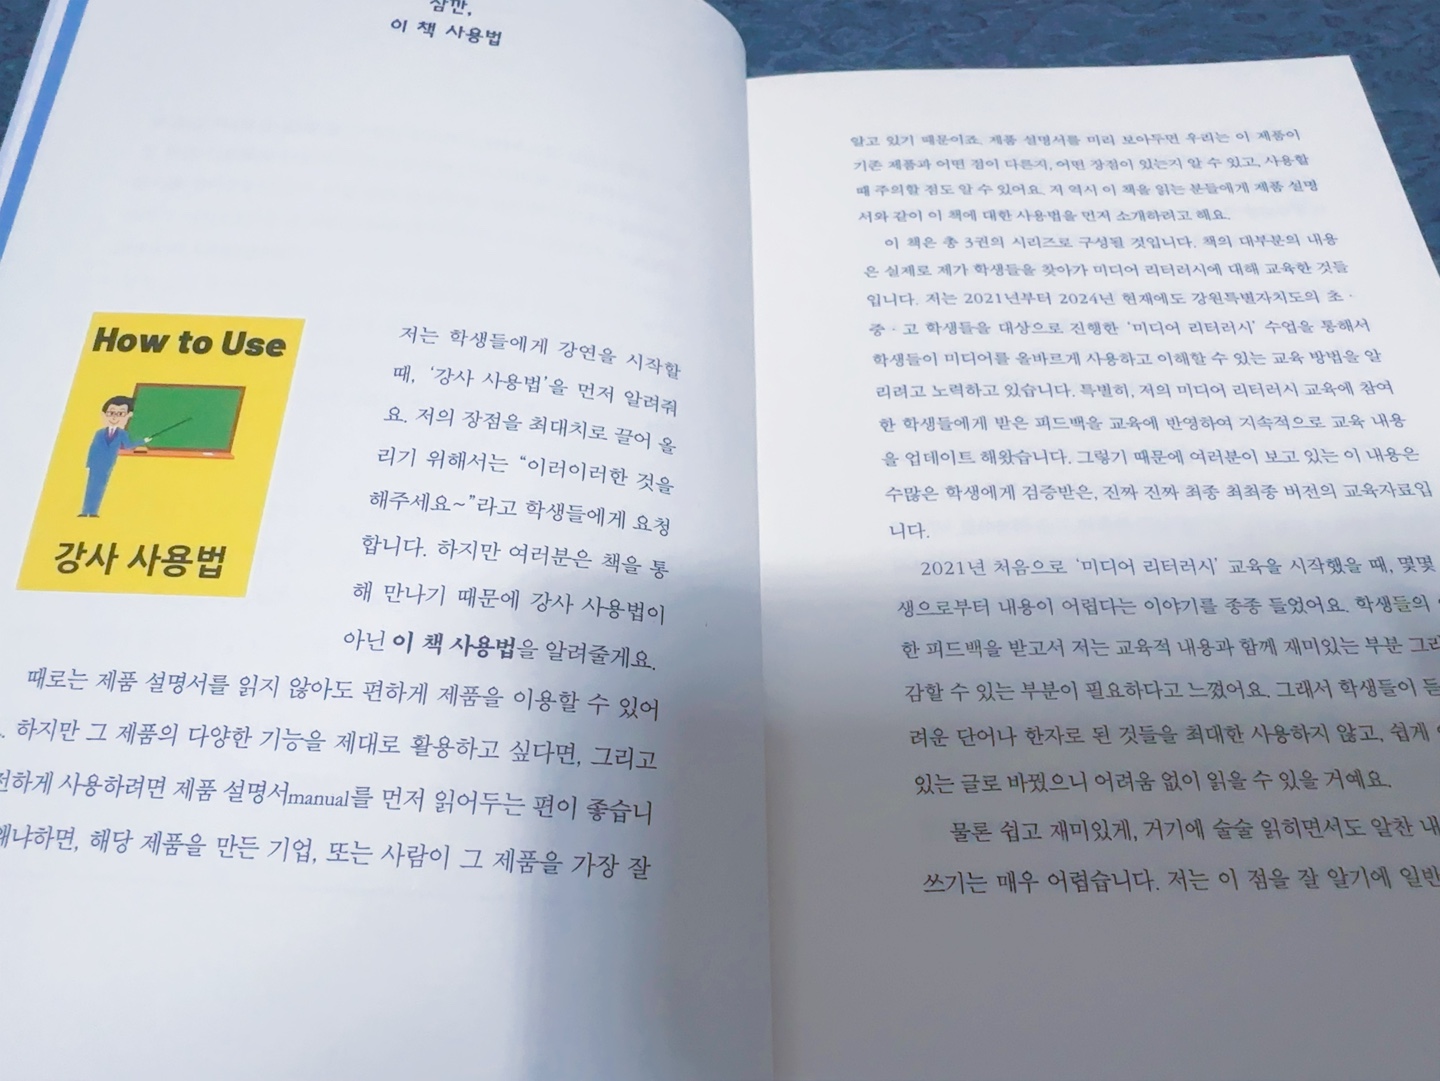 잠깐,
이 책 사용법
How to Use
강사 사용법
저는 학생들에게 강연을 시작할
때, ‘강사 사용법’을 먼저 알려줘
요. 저의 장점을 최대치로 끌어 올
리기 위해서는 “이러이러한 것을
해주세요~”라고 학생들에게 요청
합니다. 하지만 여러분은 책을 통
해 만나기 때문에 강사 사용법이
아닌 이 책 사용법을 알려줄게요.
때로는 제품 설명서를 읽지 않아도 편하게 제품을 이용할 수 있어
. 하지만 그 제품의 다양한 기능을 제대로 활용하고 싶다면, 그리고
전하게 사용하려면 제품 설명서manual를 먼저 읽어두는 편이 좋습니
왜냐하면, 해당 제품을 만든 기업, 또는 사람이 그 제품을 가장 잘
알고 있기 때문이죠. 제품 설명서를 미리 보아두면 우리는 이 제품이
기존 제품과 어떤 점이 다른지, 어떤 장점이 있는지 알 수 있고, 사용할
때 주의할 점도 알 수 있어요. 저 역시 이 책을 읽는 분들에게 제품 설명
서와 같이 이 책에 대한 사용법을 먼저 소개하려고 해요.
이 책은 총 3권의 시리즈로 구성될 것입니다. 책의 대부분의 내용
은 실제로 제가 학생들을 찾아가 미디어 리터러시에 대해 교육한 것들
입니다. 저는 2021년부터 2024년 현재에도 강원특별자치도의 초 ·
중 · 고 학생들을 대상으로 진행한 ‘미디어 리터러시’ 수업을 통해서
학생들이 미디어를 올바르게 사용하고 이해할 수 있는 교육 방법을 알
리려고 노력하고 있습니다. 특별히, 저의 미디어 리터러시 교육에 참여
한 학생들에게 받은 피드백을 교육에 반영하여 지속적으로 교육 내용
을 업데이트 해왔습니다. 그렇기 때문에 여러분이 보고 있는 이 내용은
수많은 학생에게 검증받은, 진짜 진짜 최종 최최종 버전의 교육자료입
니다.
2021년 처음으로 ‘미디어 리터러시’ 교육을 시작했을 때, 몇몇
생으로부터 내용이 어렵다는 이야기를 종종 들었어요. 학생들의
한 피드백을 받고서 저는 교육적 내용과 함께 재미있는 부분 그리
감할 수 있는 부분이 필요하다고 느꼈어요. 그래서 학생들이 듣
려운 단어나 한자로 된 것들을 최대한 사용하지 않고, 쉽게
있는 글로 바꿨으니 어려움 없이 읽을 수 있을 거예요.
물론 쉽고 재미있게, 거기에 술술 읽히면서도 알찬 내
쓰기는 매우 어렵습니다. 저는 이 점을 잘 알기에 일반